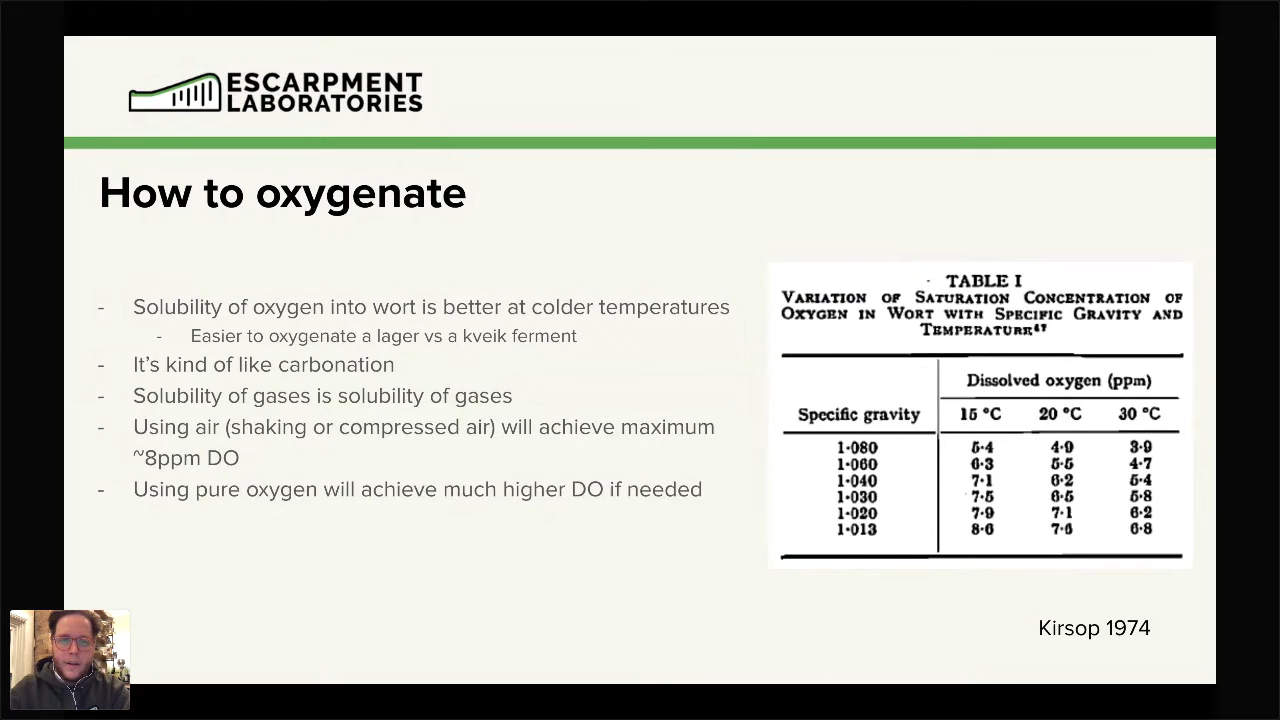 ESCARPMENT
LABORATORIES
How to oxygenate
- Solubility of oxygen into wort is better at colder temperatures
- Easier to oxygenate a lager vs a kveik ferment
- It's kind of like carbonation
- Solubility of gases is solubility of gases
- Using air (shaking or compressed air) will achieve maximum
~8ppm DO
- Using pure oxygen will achieve much higher DO if needed
TABLE I
VARIATION OF SATURATION CONCENTRATION OF
OXYGEN IN WORT WITH SPECIFIC GRAVITY AND
TEMPERATURE⁴⁷
Dissolved oxygen (ppm)
Specific gravity 15 °C 20 °C 30 °C
1·080 5·4 4·9 3·9
1·060 6·3 5·5 4·7
1·040 7·1 6·2 5·4
1·030 7·5 6·5 5·8
1·020 7·9 7·1 6·2
1·013 8·6 7·6 6·8
Kirsop 1974